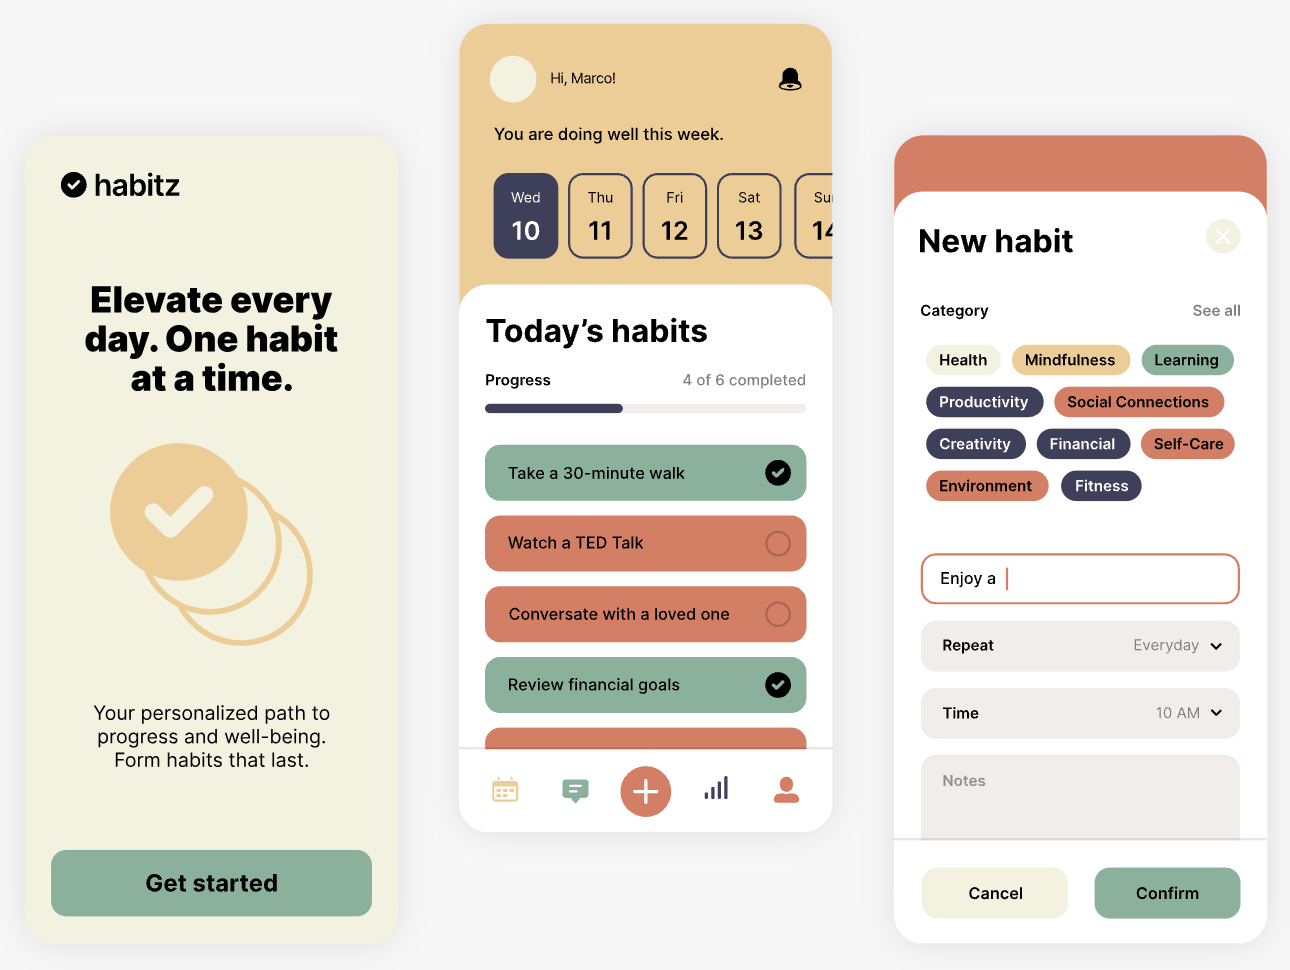 habitz
Elevate every
day. One habit
at a time.
Your personalized path to
progress and well-being.
Form habits that last.
Get started
Hi, Marco!
You are doing well this week.
Wed Thu Fri Sat Sun
10 11 12 13 14
Today’s habits
Progress 4 of 6 completed
Take a 30-minute walk
Watch a TED Talk
Conversate with a loved one
Review financial goals
New habit
Category See all
Health Mindfulness Learning
Productivity Social Connections
Creativity Financial Self-Care
Environment Fitness
Enjoy a
Repeat Everyday
Time 10 AM
Notes
Cancel Confirm